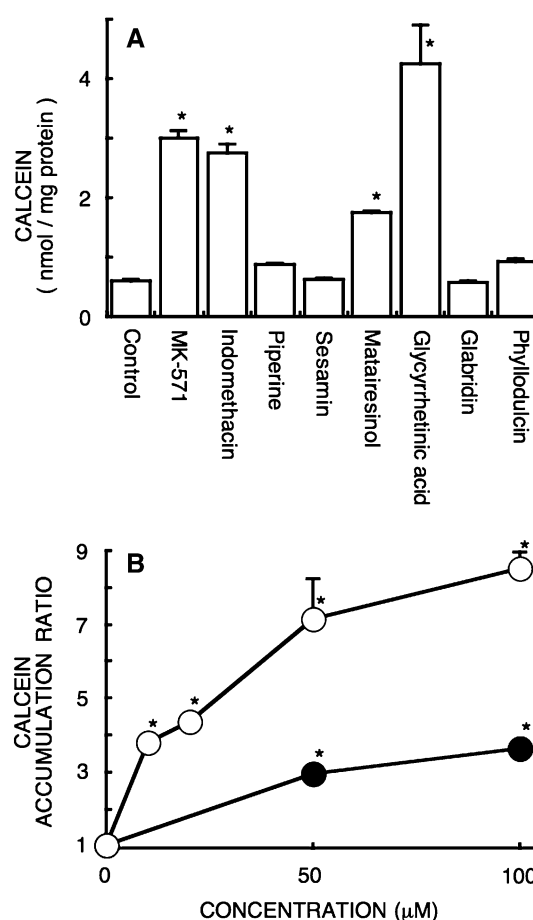 A
CALCEIN
( nmol / mg protein )
4
2
0
*
*
*
*
Control
MK-571
Indomethacin
Piperine
Sesamin
Matairesinol
Glycyrrhetinic acid
Glabridin
Phyllodulcin
B
CALCEIN
ACCUMULATION RATIO
9
7
5
3
1
*
*
*
*
*
*
0
50
100
CONCENTRATION (μM)